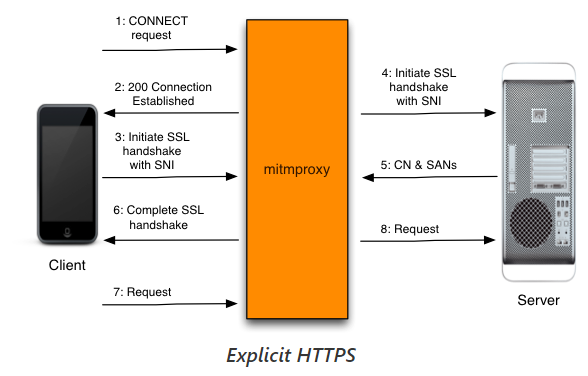 1: CONNECT
request
2: 200 Connection
Established
3: Initiate SSL
handshake
with SNI
6: Complete SSL
handshake
7: Request
Client
mitmproxy
4: Initiate SSL
handshake
with SNI
5: CN & SANs
8: Request
Server
Explicit HTTPS